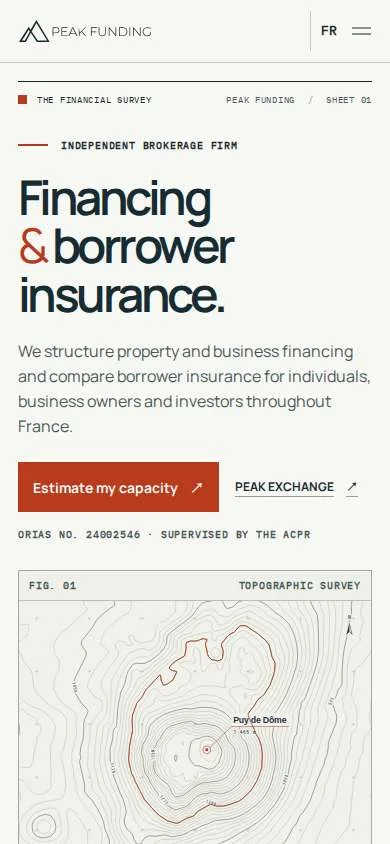 PEAK FUNDING
FR
THE FINANCIAL SURVEY
PEAK FUNDING / SHEET 01
INDEPENDENT BROKERAGE FIRM
Financing
& borrower
insurance.
We structure property and business financing
and compare borrower insurance for individuals,
business owners and investors throughout
France.
Estimate my capacity ↗
PEAK EXCHANGE ↗
ORIAS NO. 24002546 · SUPERVISED BY THE ACPR
FIG. 01
TOPOGRAPHIC SURVEY
N
Puy de Dôme
1 465 m